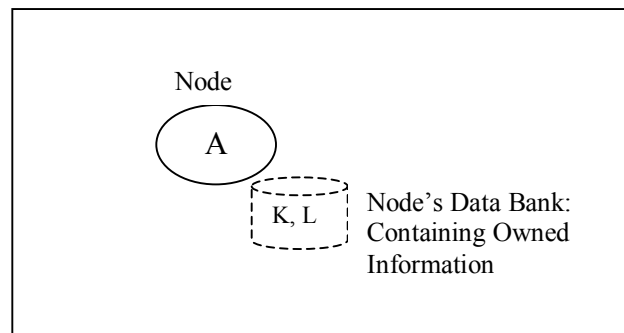 Node
A
K, L
Node’s Data Bank:
Containing Owned
Information